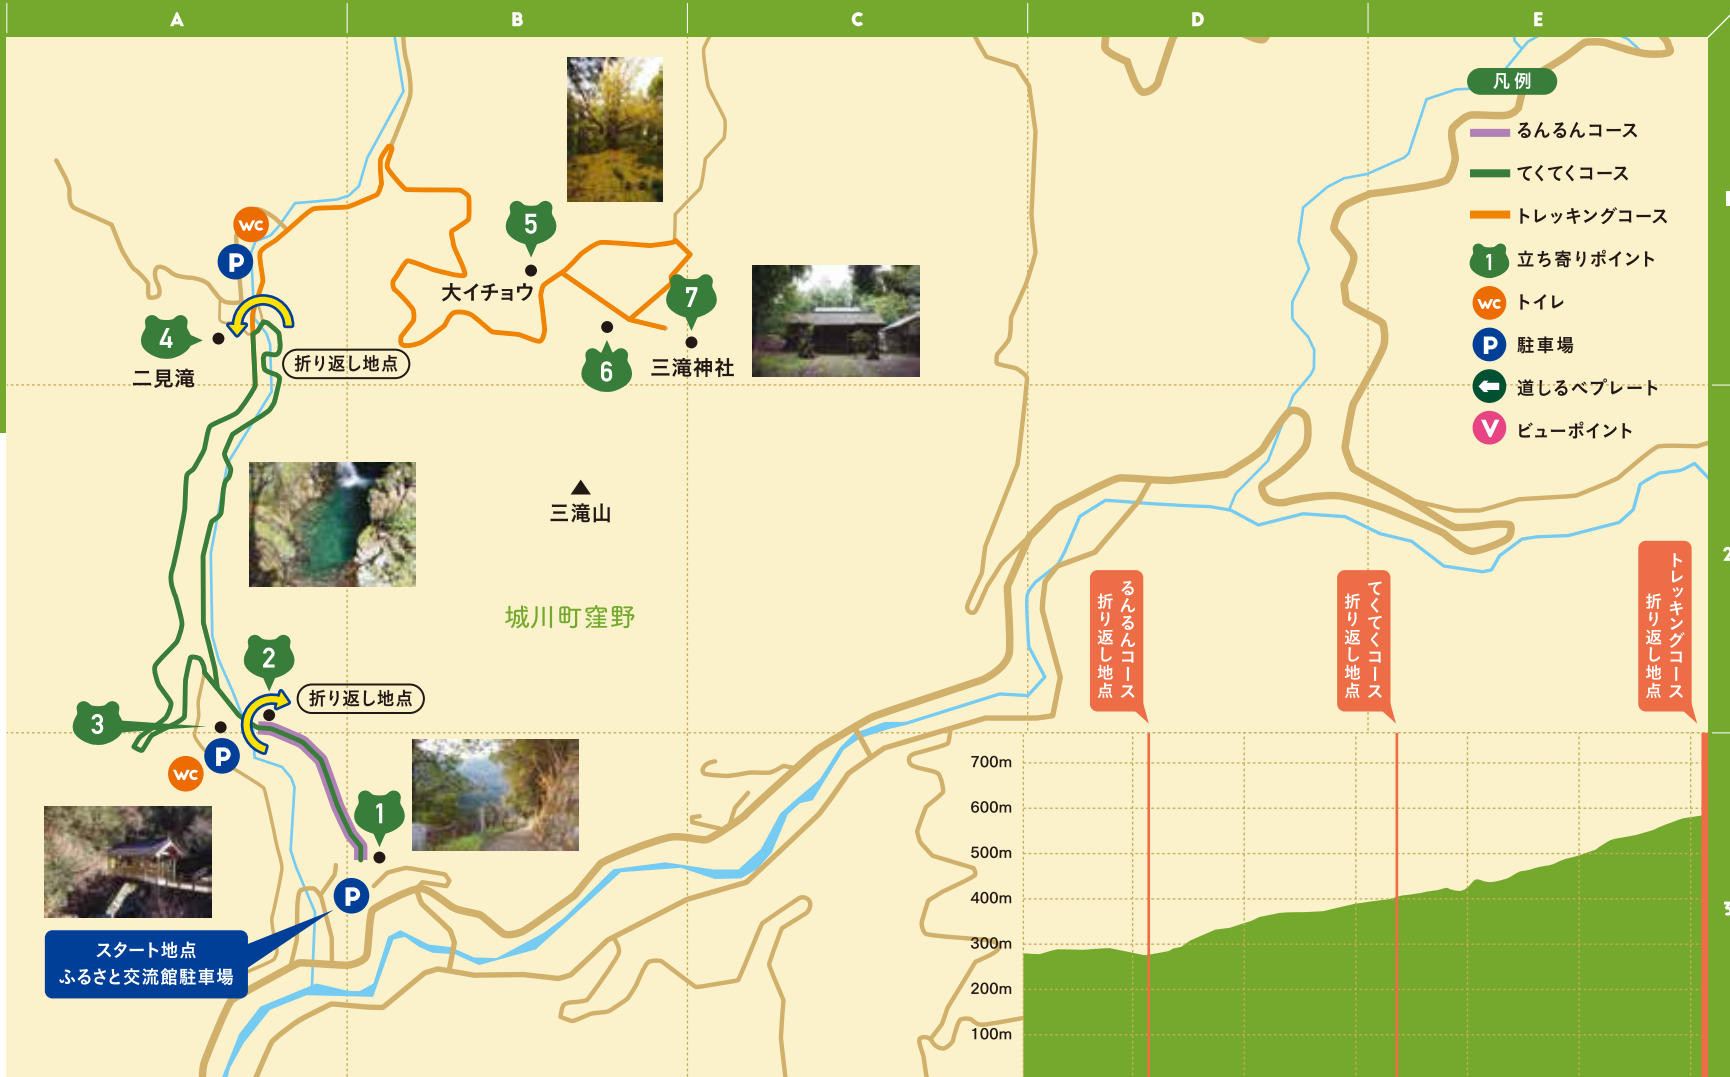 A
B
C
D
E
凡例
るんるんコース
てくてくコース
トレッキングコース
1
立ち寄りポイント
WC
トイレ
P
駐車場
道しるべプレート
V
ビューポイント
WC
P
5
大イチョウ
7
三滝神社
6
4
二見滝
折り返し地点
三滝山
城川町窪野
2
折り返し地点
3
P
WC
1
P
スタート地点
ふるさと交流館駐車場
るんるんコース
折り返し地点
てくてくコース
折り返し地点
トレッキングコース
折り返し地点
700m
600m
500m
400m
300m
200m
100m